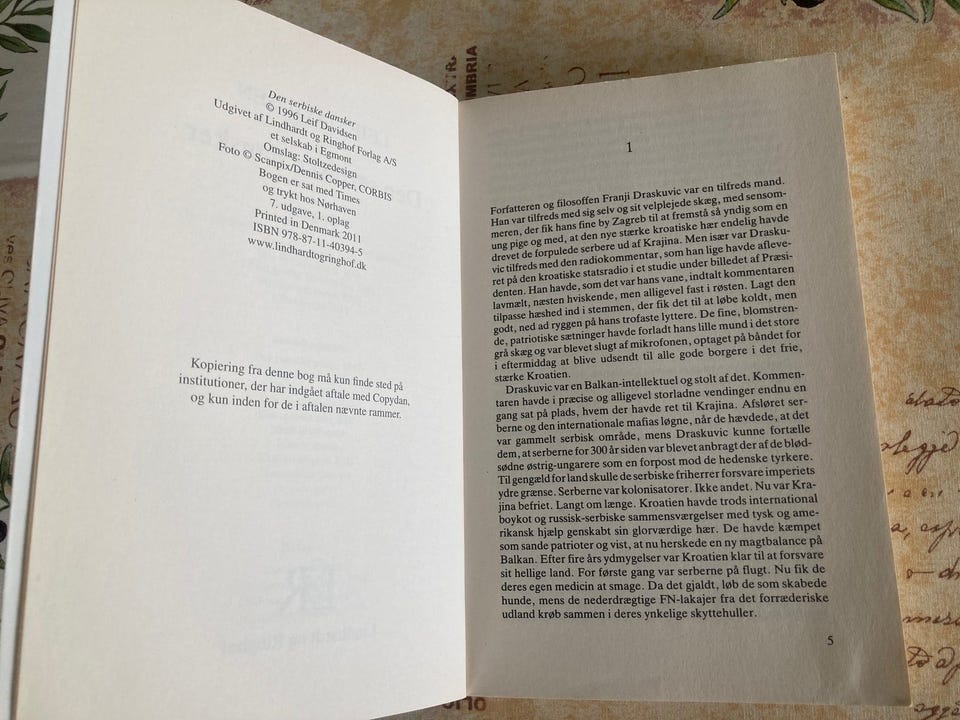 Den serbiske dansker
© 1996 Leif Davidsen
Udgivet af Lindhardt og Ringhof Forlag A/S
et selskab i Egmont
Omslag: Stoltzedesign
Foto © Scanpix/Dennis Copper, CORBIS
Bogen er sat med Times
og trykt hos Nørhaven
7. udgave, 1. oplag
Printed in Denmark 2011
ISBN 978-87-11-40394-5
www.lindhardtogringhof.dk
Kopiering fra denne bog må kun finde sted på
institutioner, der har indgået aftale med Copydan,
og kun inden for de i aftalen nævnte rammer.
1
Forfatteren og filosoffen Franji Draskuvic var en tilfreds mand.
Han var tilfreds med sig selv og sit velplejede skæg, med sensom-
meren, der fik hans fine by Zagreb til at fremstå så yndig som en
ung pige og med, at den nye stærke kroatiske hær endelig havde
drevet de forpulede serbere ud af Krajina. Men især var Drasku-
vic tilfreds med den radiokommentar, som han lige havde afleve-
ret på den kroatiske statsradio i et studie under billedet af Præsi-
denten. Han havde, som det var hans vane, indtalt kommentaren
lavmælt, næsten hviskende, men alligevel fast i røsten. Lagt den
tilpasse hæshed ind i stemmen, der fik det til at løbe koldt, men
godt, ned ad ryggen på hans trofaste lyttere. De fine, blomstren-
de, patriotiske sætninger havde forladt hans lille mund i det store
grå skæg og var blevet slugt af mikrofonen, optaget på båndet for
i eftermiddag at blive udsendt til alle gode borgere i det frie,
stærke Kroatien.
Draskuvic var en Balkan-intellektuel og stolt af det. Kommen-
taren havde i præcise og alligevel storladne vendinger endnu en
gang sat på plads, hvem der havde ret til Krajina. Afsløret ser-
berne og den internationale mafias løgne, når de hævdede, at det
var gammelt serbisk område, mens Draskuvic kunne fortælle
dem, at serberne for 300 år siden var blevet anbragt der af de blød-
sødne østrig-ungarere som en forpost mod de hedenske tyrkere.
Til gengæld for land skulle de serbiske friherrer forsvare imperiets
ydre grænse. Serberne var kolonisatorer. Ikke andet. Nu var Kra-
jina befriet. Langt om længe. Kroatien havde trods international
boykot og russisk-serbiske sammensværgelser med tysk og ame-
rikansk hjælp genskabt sin glorværdige hær. De havde kæmpet
som sande patrioter og vist, at nu herskede en ny magtbalance på
Balkan. Efter fire års ydmygelser var Kroatien klar til at forsvare
sit hellige land. For første gang var serberne på flugt. Nu fik de
deres egen medicin at smage. Da det gjaldt, løb de som skabede
hunde, mens de nederdrægtige FN-lakajer fra det forræderiske
udland krøb sammen i deres ynkelige skyttehuller.
5